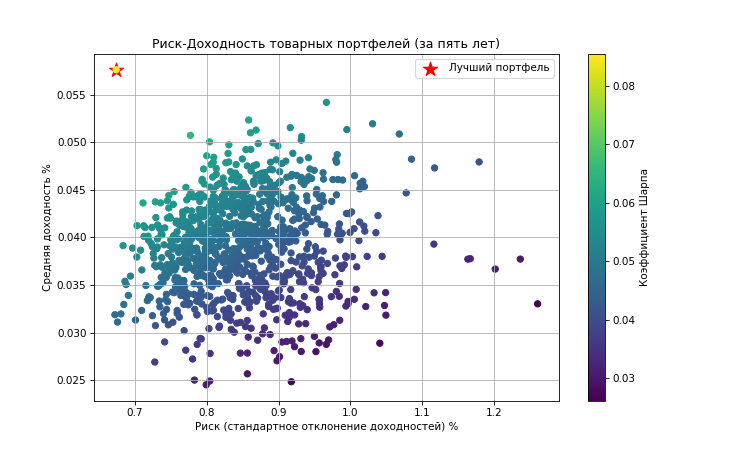 Риск-Доходность товарных портфелей (за пять лет)
Лучший портфель
Средняя доходность %
0.055
0.050
0.045
0.040
0.035
0.030
0.025
0.7 0.8 0.9 1.0 1.1 1.2
Риск (стандартное отклонение доходностей) %
0.08
0.07
0.06
0.05
0.04
0.03
Коэффициент Шарпа